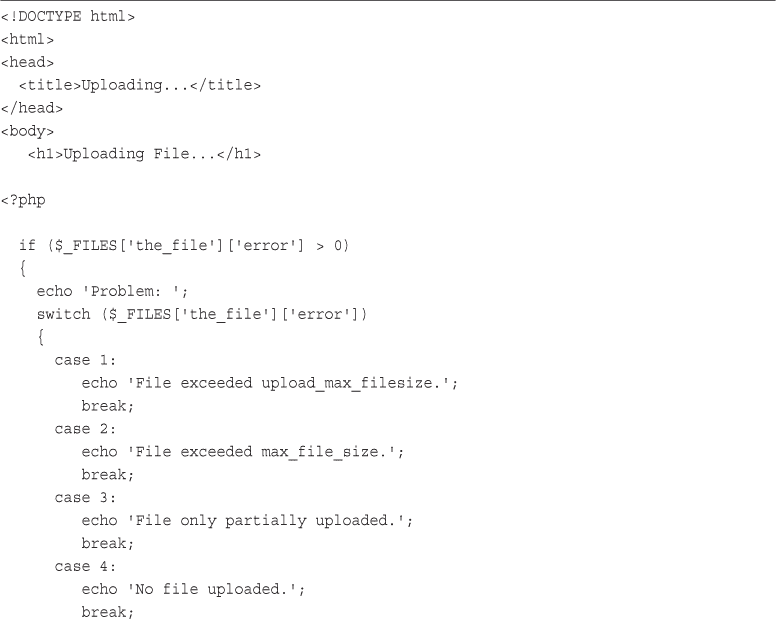 <!DOCTYPE html>
<html>
<head>
  <title>Uploading...</title>
</head>
<body>
   <h1>Uploading File...</h1>

<?php

  if ($_FILES['the_file']['error'] > 0)
  {
    echo 'Problem: ';
    switch ($_FILES['the_file']['error'])
    {
      case 1:
         echo 'File exceeded upload_max_filesize.';
         break;
      case 2:
         echo 'File exceeded max_file_size.';
         break;
      case 3:
         echo 'File only partially uploaded.';
         break;
      case 4:
         echo 'No file uploaded.';
         break;